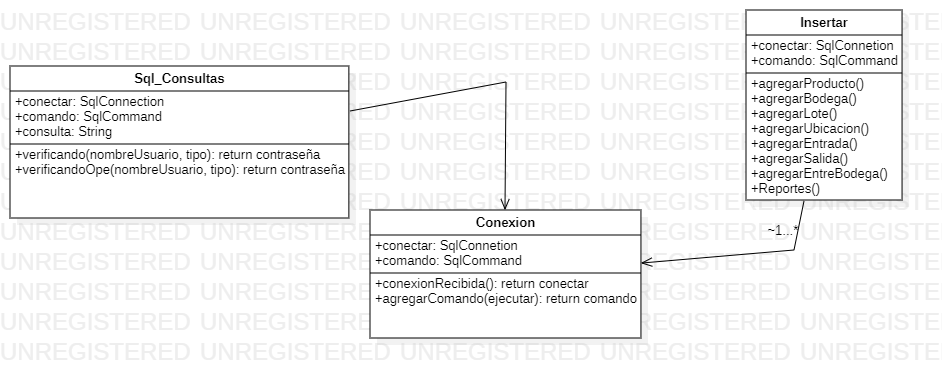 Insertar
+conectar: SqlConnetion
+comando: SqlCommand
+agregarProducto()
+agregarBodega()
+agregarLote()
+agregarUbicacion()
+agregarEntrada()
+agregarSalida()
+agregarEntreBodega()
+Reportes()
Sql_Consultas
+conectar: SqlConnection
+comando: SqlCommand
+consulta: String
+verificando(nombreUsuario, tipo): return contraseña
+verificandoOpe(nombreUsuario, tipo): return contraseña
~1...*
Conexion
+conectar: SqlConnetion
+comando: SqlCommand
+conexionRecibida(): return conectar
+agregarComando(ejecutar): return comando
UNREGISTERED UNREGISTERED UNREGISTERED UNREGISTERED UNREGISTERED